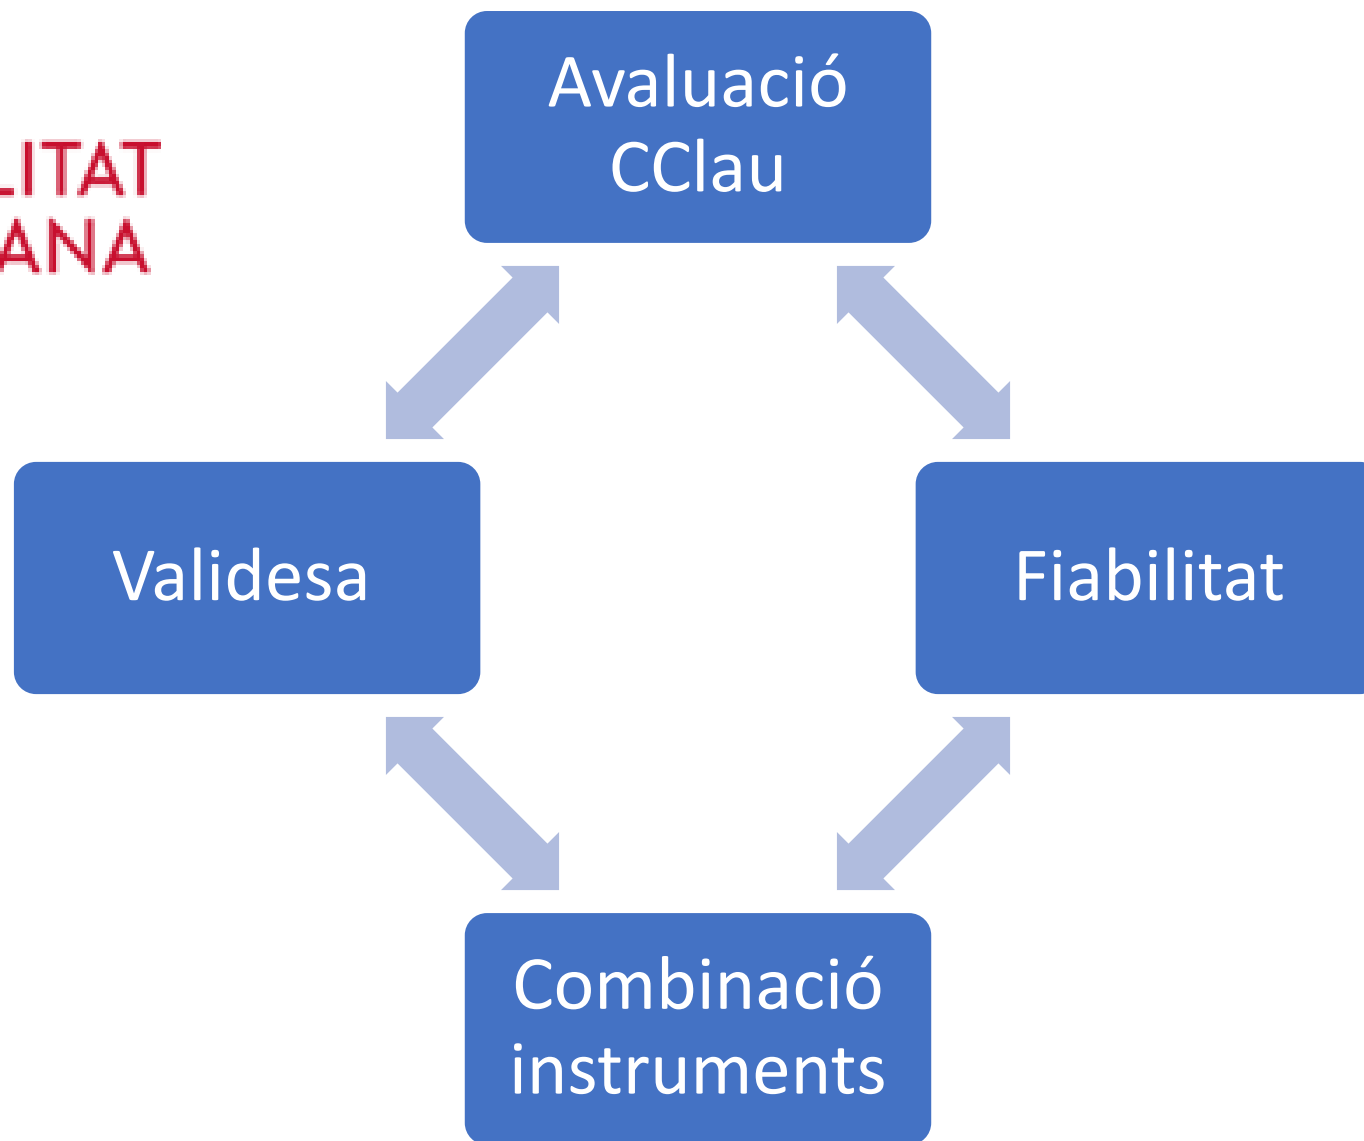 Avaluació
CClau
LITAT
ANA
Validesa
Fiabilitat
Combinació
instruments